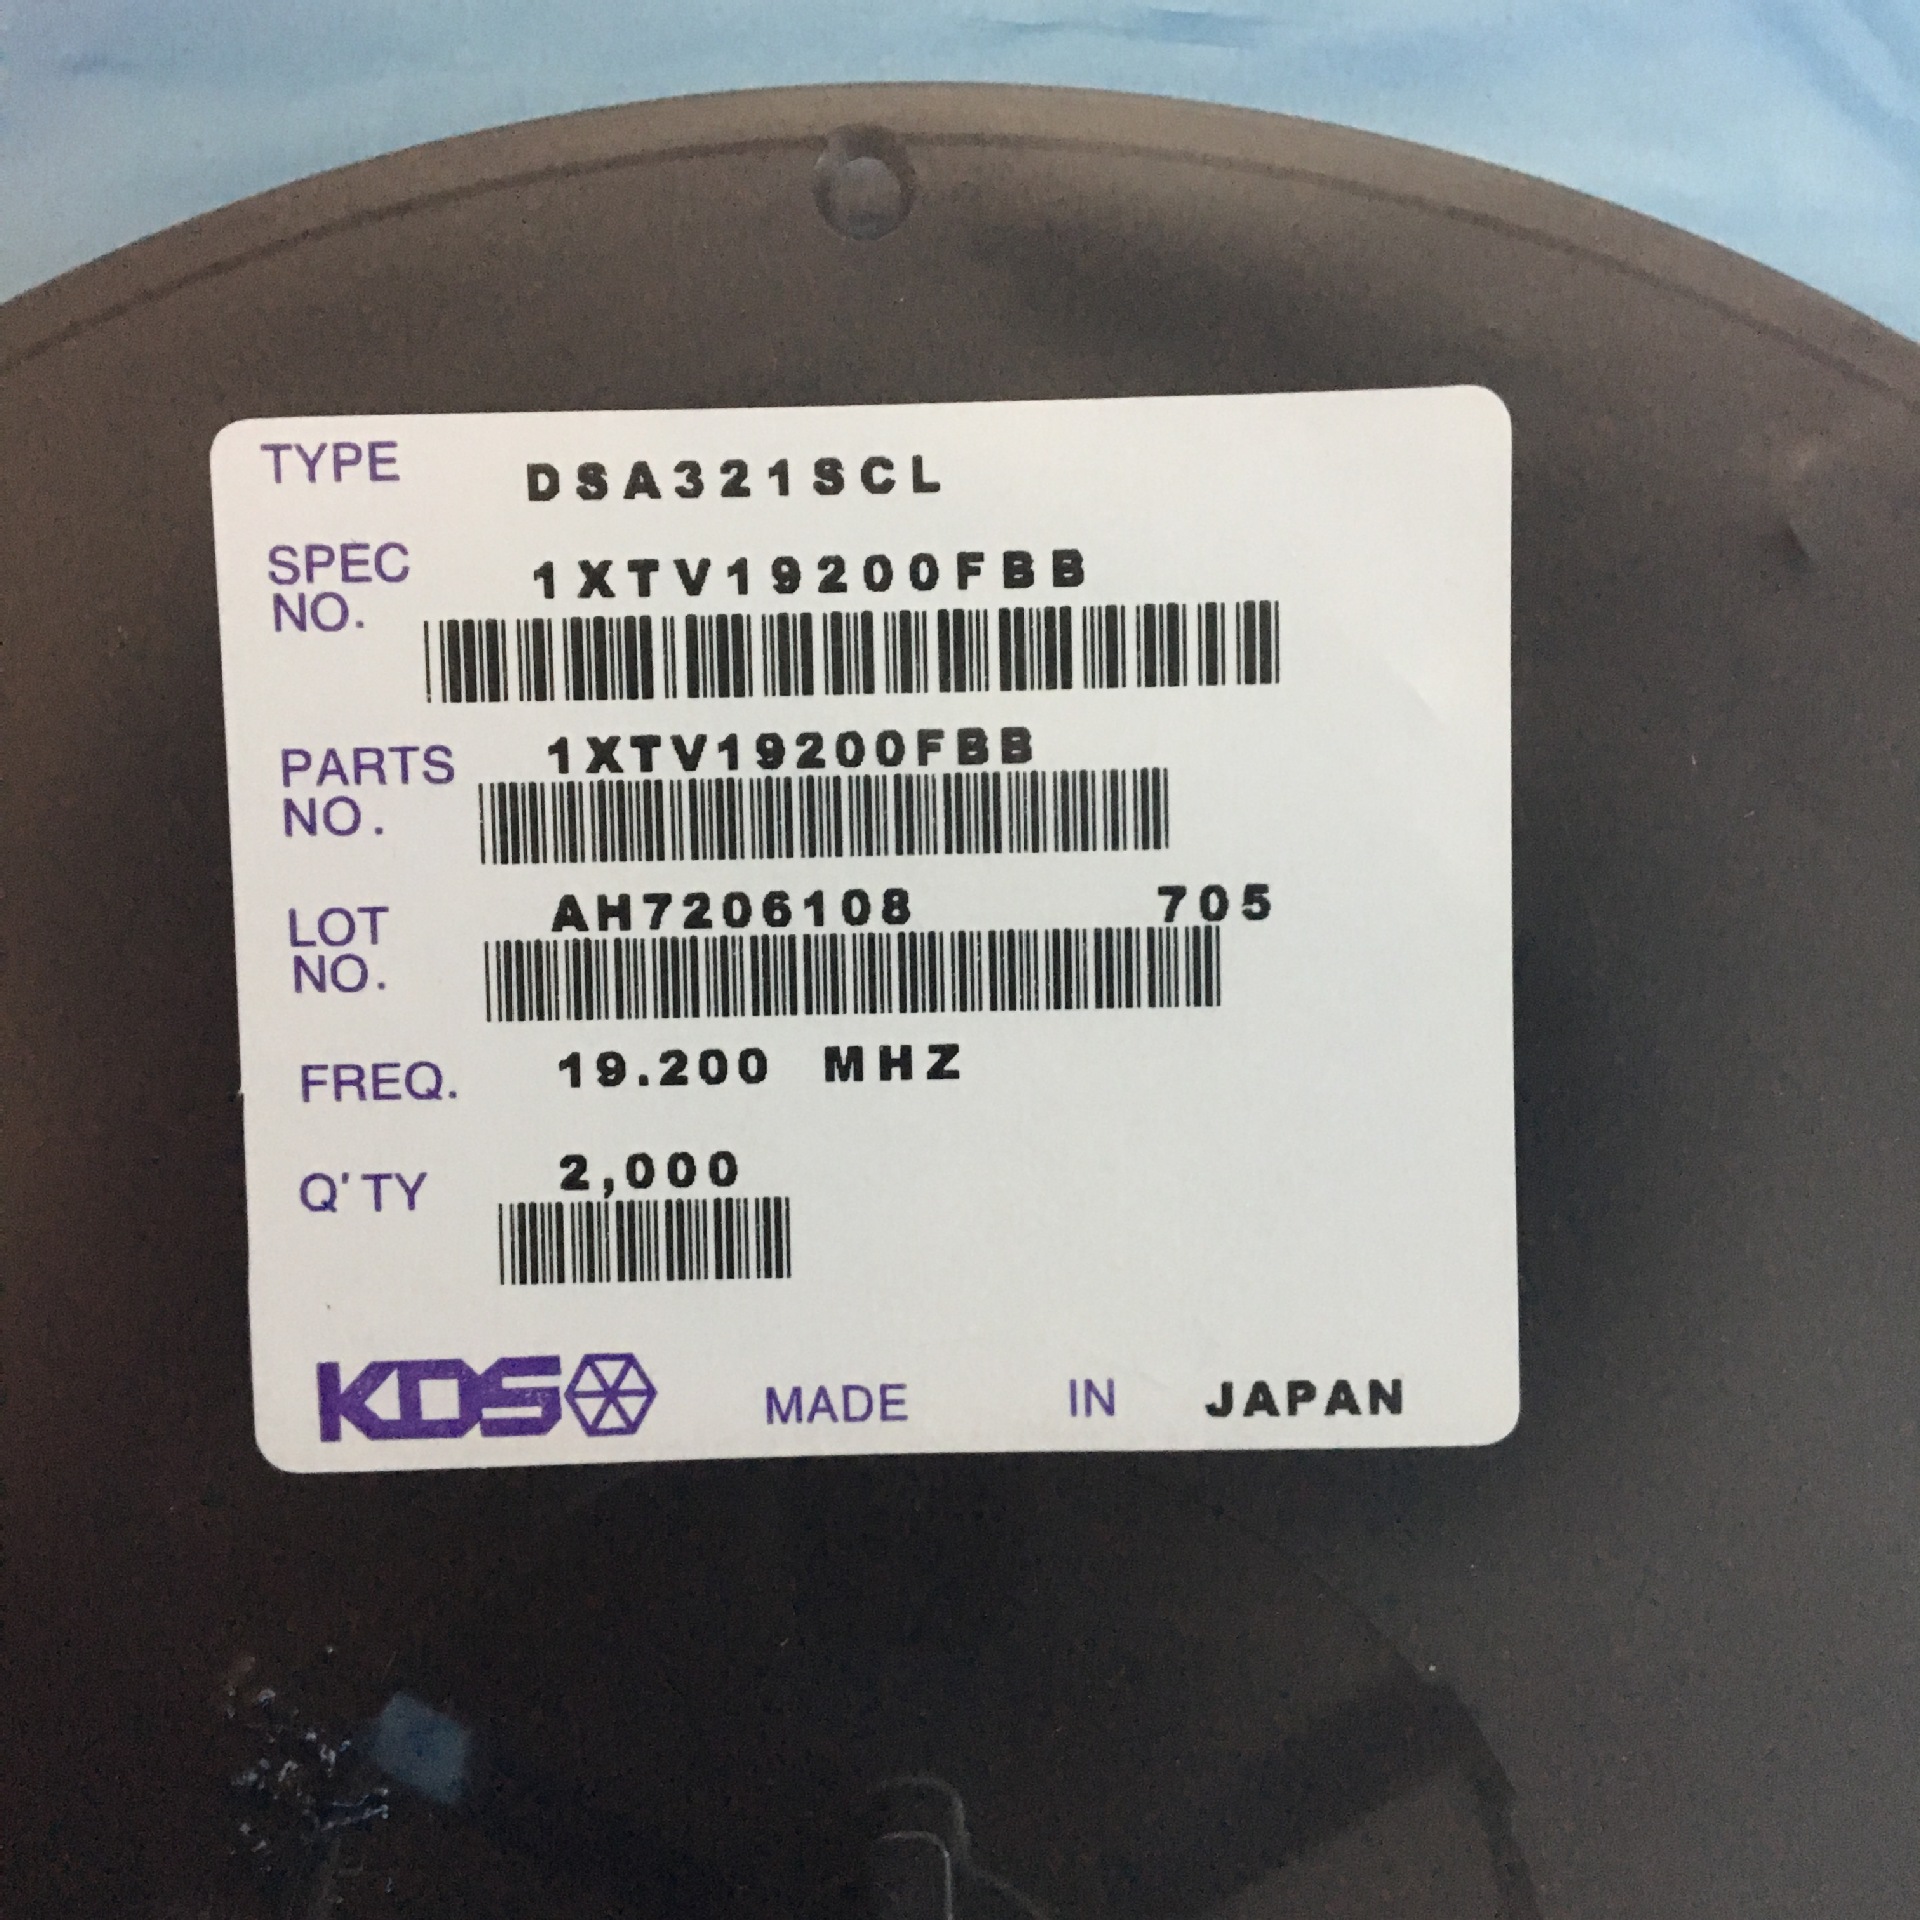 TYPE DSA321SCL
SPEC NO. 1XTV19200FBB
PARTS NO. 1XTV19200FBB
LOT NO. AH7206108 705
FREQ. 19.200 MHZ
Q'TY 2,000
KDS MADE IN JAPAN